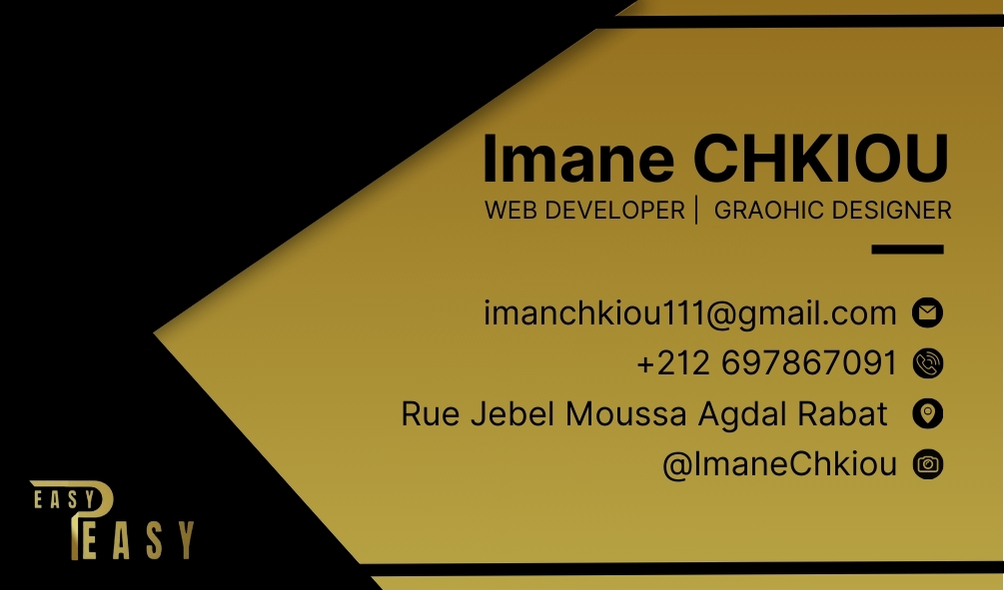 Imane CHKIOU
WEB DEVELOPER | GRAOHIC DESIGNER
imanchkiou111@gmail.com
+212 697867091
Rue Jebel Moussa Agdal Rabat
@ImaneChkiou
EASY
PEASY